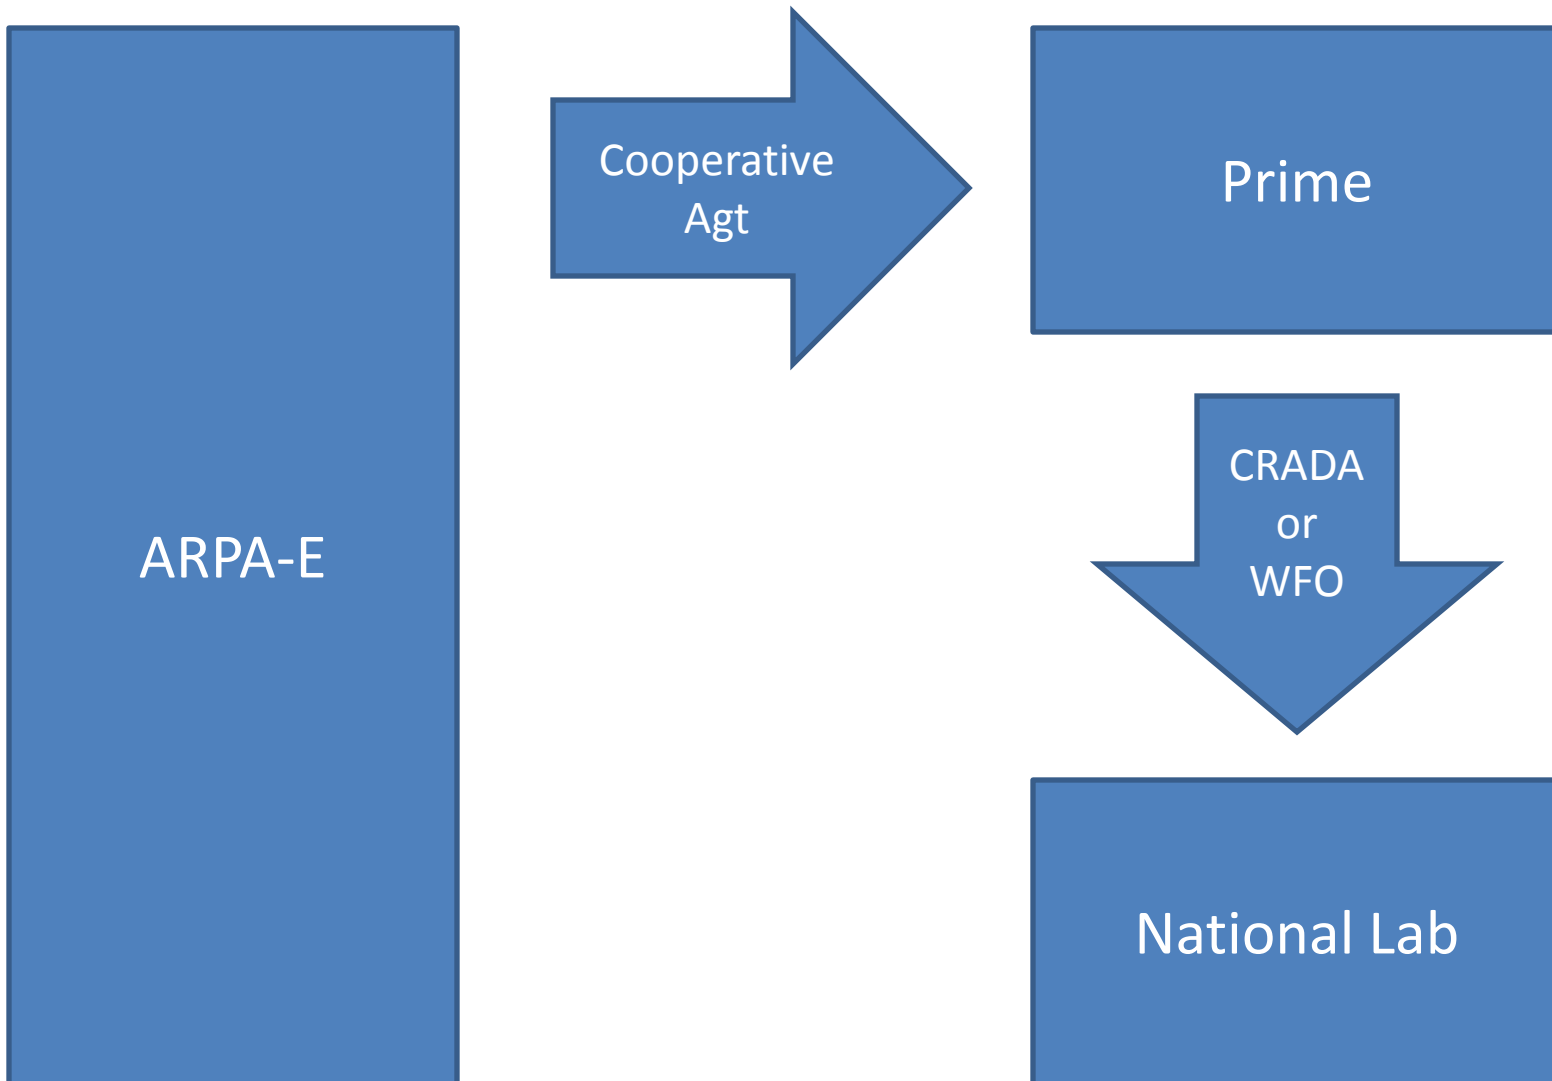 ARPA-E
Cooperative
Agt
Prime
CRADA
or
WFO
National Lab